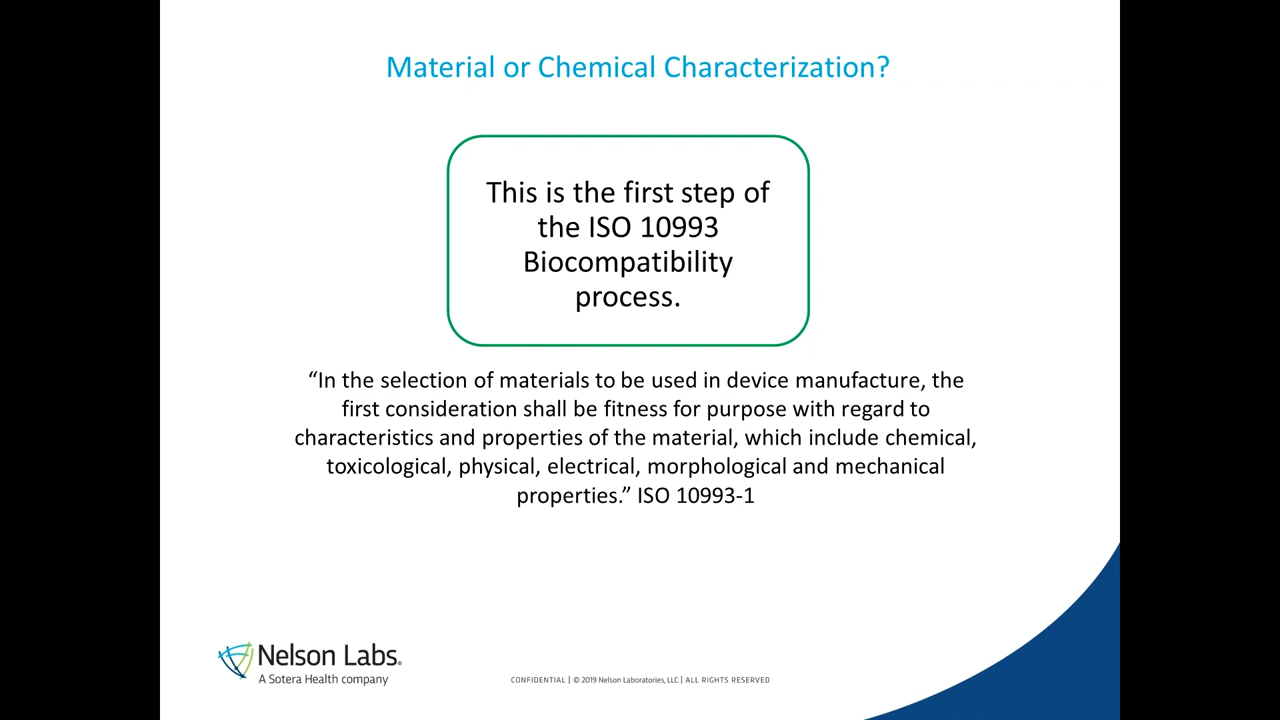 Material or Chemical Characterization?
This is the first step of
the ISO 10993
Biocompatibility
process.
“In the selection of materials to be used in device manufacture, the
first consideration shall be fitness for purpose with regard to
characteristics and properties of the material, which include chemical,
toxicological, physical, electrical, morphological and mechanical
properties.” ISO 10993-1
Nelson Labs.
A Sotera Health company
CONFIDENTIAL | © 2019 Nelson Laboratories, LLC | ALL RIGHTS RESERVED